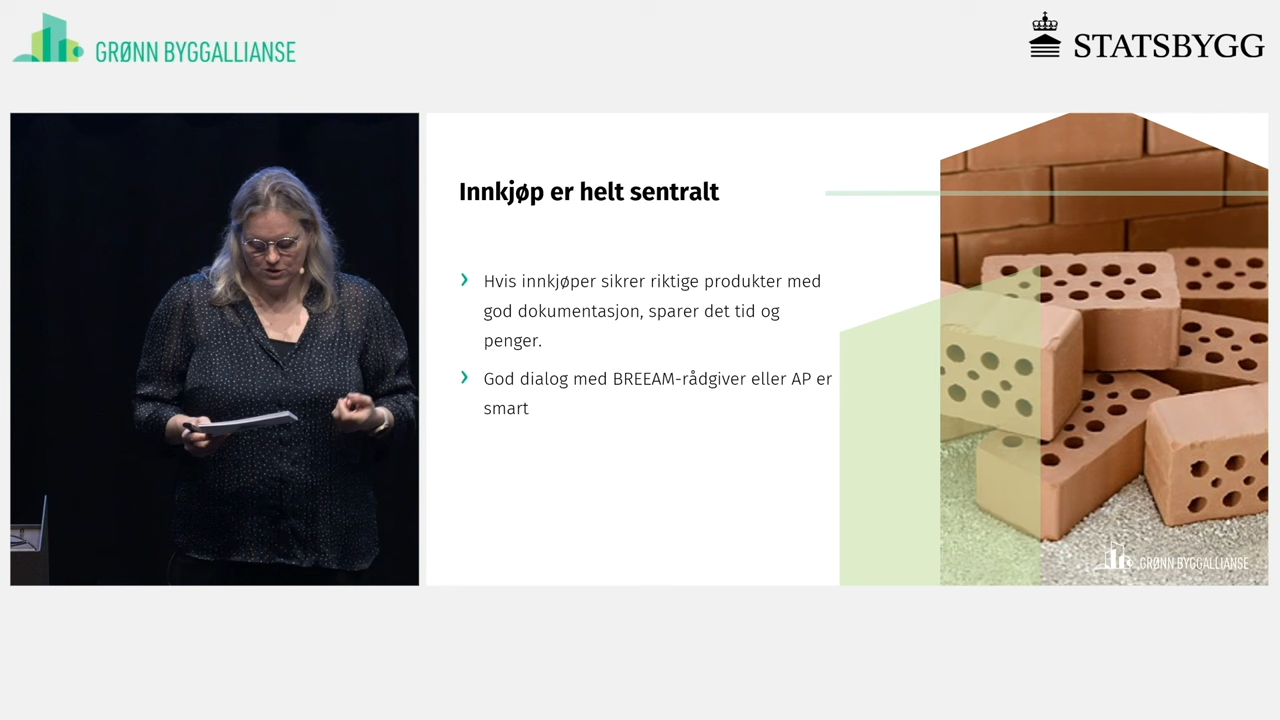 GRØNN BYGGALLIANSE
STATSBYGG
Innkjøp er helt sentralt
Hvis innkjøper sikrer riktige produkter med
god dokumentasjon, sparer det tid og
penger.
God dialog med BREEAM-rådgiver eller AP er
smart
GRØNN BYGGALLIANSE